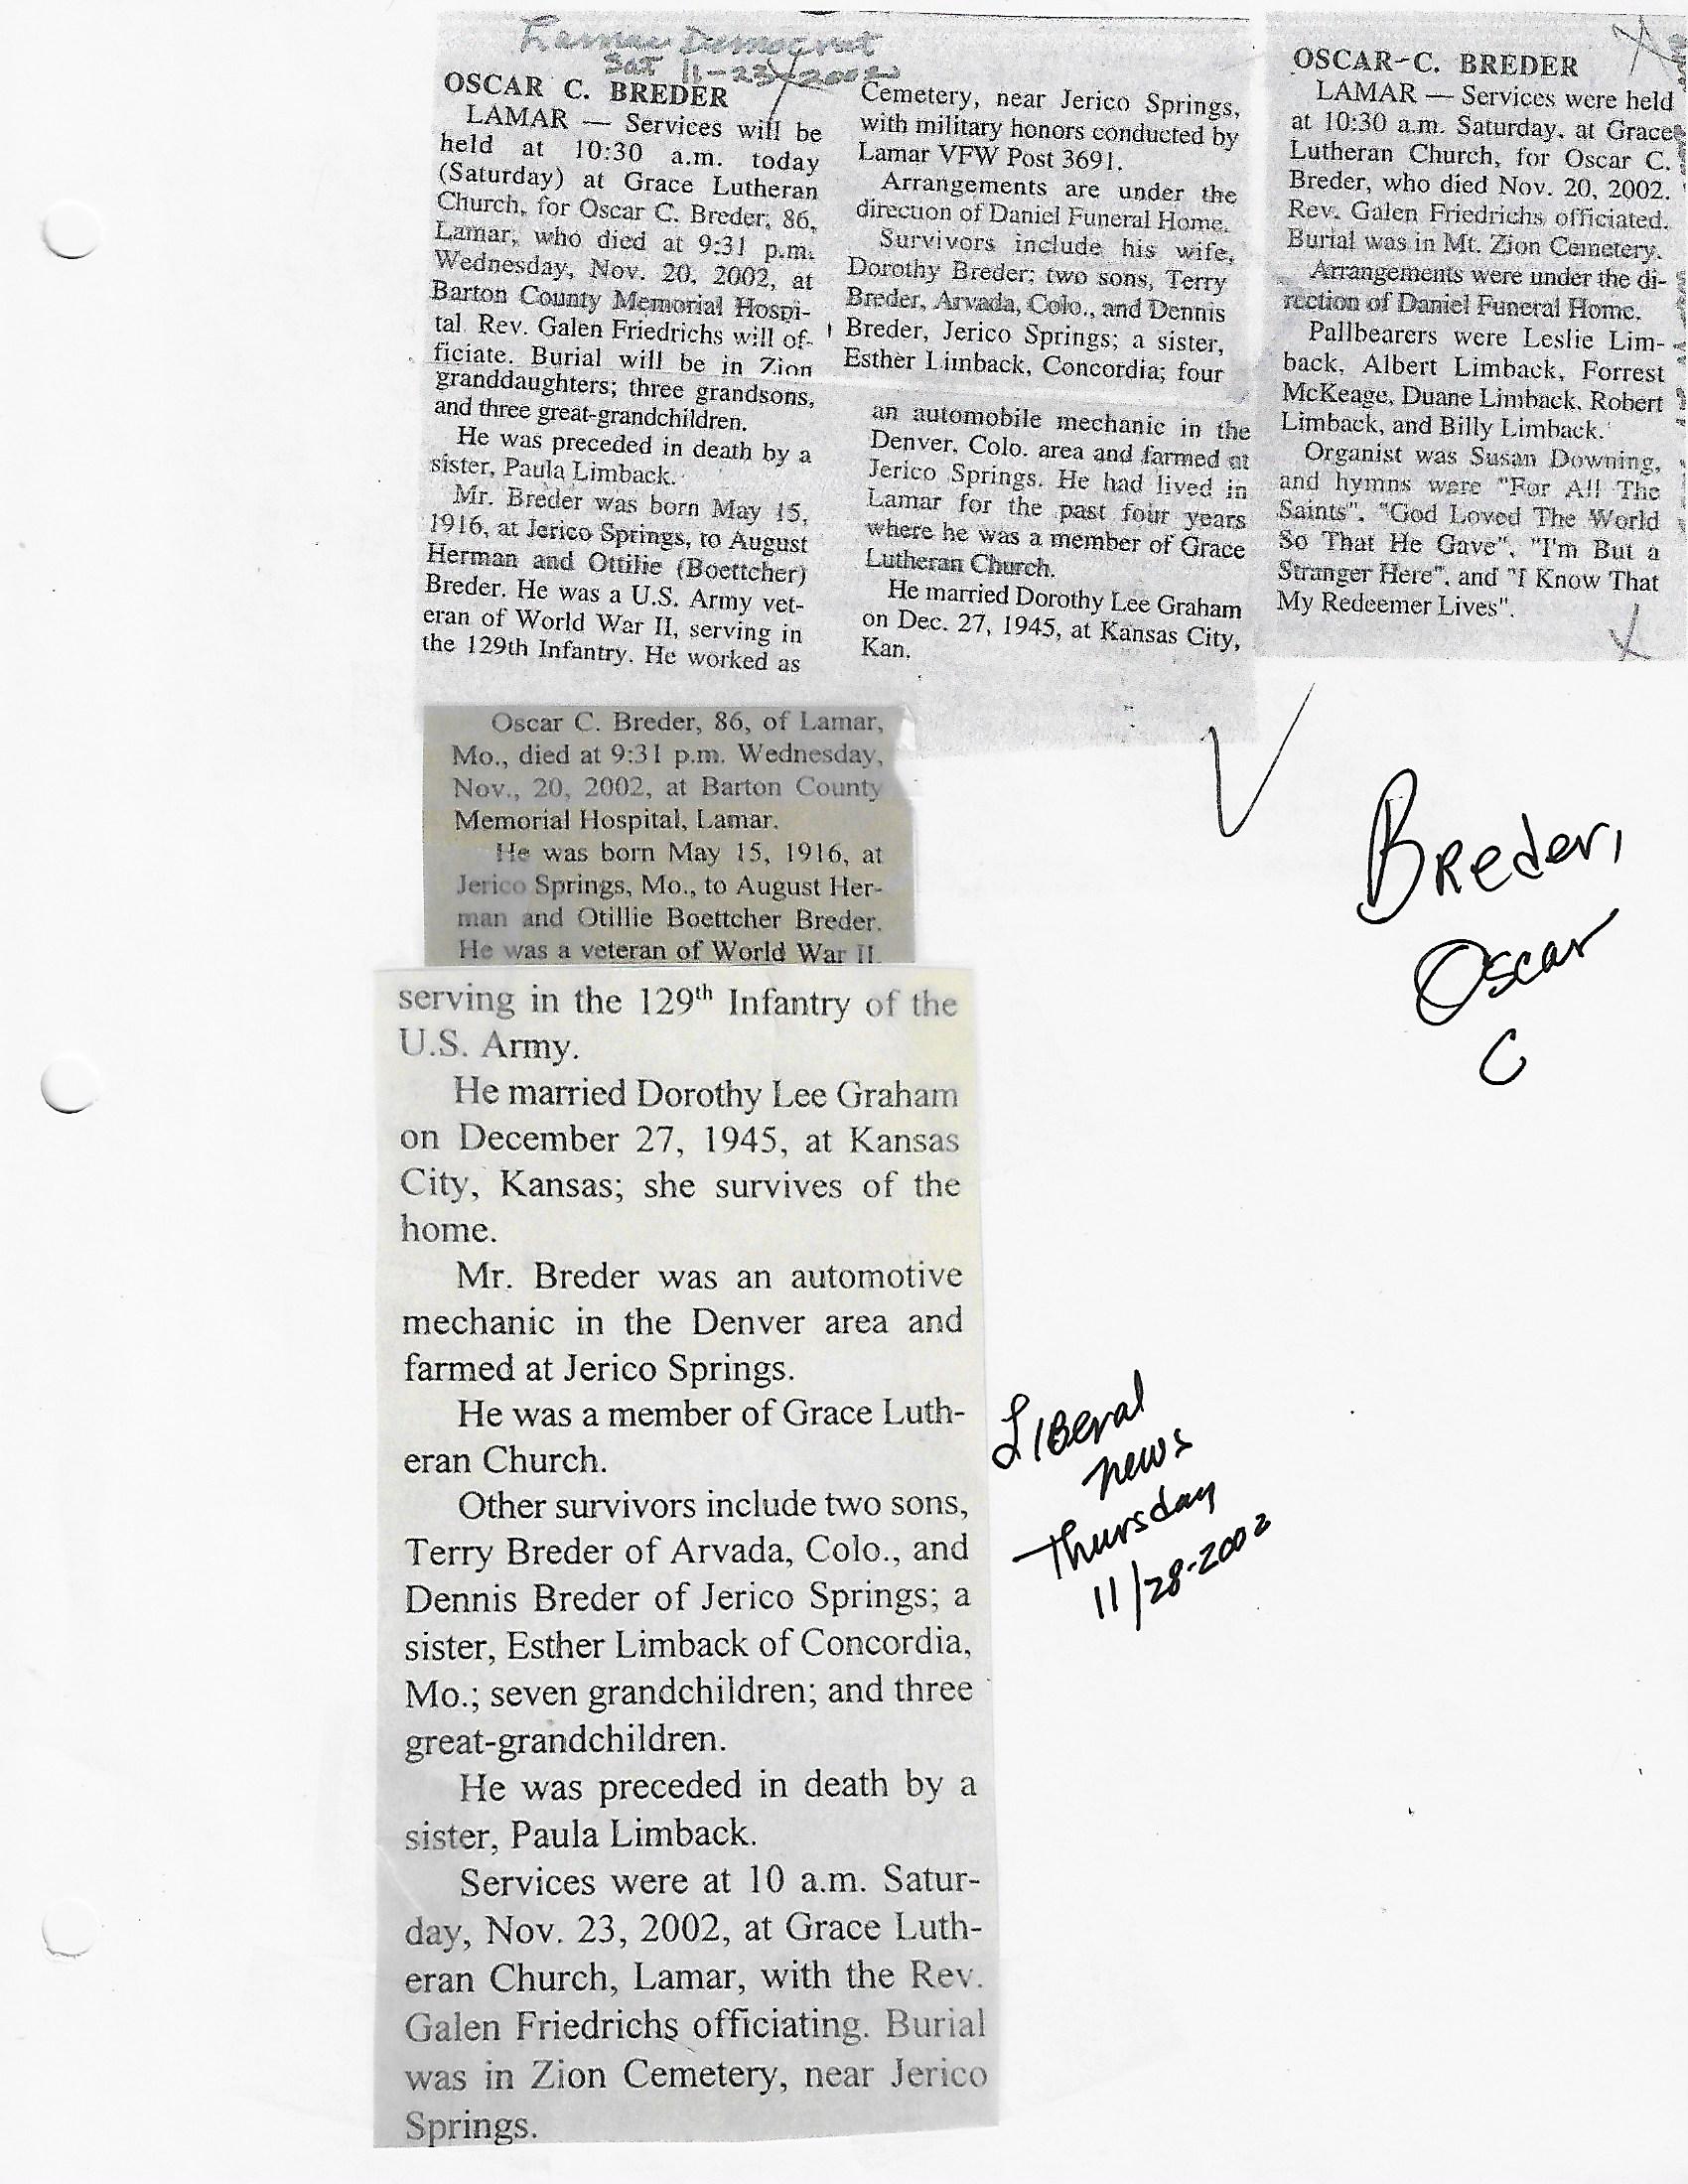 Lamar Democrat
Sat 11-23-2002
OSCAR C. BREDER
LAMAR — Services will be
held at 10:30 a.m. today
(Saturday) at Grace Lutheran
Church, for Oscar C. Breder, 86,
Lamar, who died at 9:31 p.m.
Wednesday, Nov. 20, 2002, at
Barton County Memorial Hospi-
tal. Rev. Galen Friedrichs will of-
ficiate. Burial will be in Zion
Cemetery, near Jerico Springs,
with military honors conducted by
Lamar VFW Post 3691.
Arrangements are under the
direction of Daniel Funeral Home.
Survivors include his wife,
Dorothy Breder; two sons, Terry
Breder, Arvada, Colo., and Dennis
Breder, Jerico Springs; a sister,
Esther Limback, Concordia; four
granddaughters; three grandsons,
and three great-grandchildren.
He was preceded in death by a
sister, Paula Limback.
Mr. Breder was born May 15,
1916, at Jerico Springs, to August
Herman and Ottilie (Boettcher)
Breder. He was a U.S. Army vet-
eran of World War II, serving in
the 129th Infantry. He worked as
an automobile mechanic in the
Denver, Colo. area and farmed at
Jerico Springs. He had lived in
Lamar for the past four years
where he was a member of Grace
Lutheran Church.
He married Dorothy Lee Graham
on Dec. 27, 1945, at Kansas City,
Kan.
OSCAR C. BREDER
LAMAR — Services were held
at 10:30 a.m. Saturday, at Grace
Lutheran Church, for Oscar C.
Breder, who died Nov. 20, 2002.
Rev. Galen Friedrichs officiated.
Burial was in Mt. Zion Cemetery.
Arrangements were under the di-
rection of Daniel Funeral Home.
Pallbearers were Leslie Lim-
back, Albert Limback, Forrest
McKeage, Duane Limback, Robert
Limback, and Billy Limback.
Organist was Susan Downing,
and hymns were "For All The
Saints", "God Loved The World
So That He Gave", "I'm But a
Stranger Here", and "I Know That
My Redeemer Lives".
Oscar C. Breder, 86, of Lamar,
Mo., died at 9:31 p.m. Wednesday,
Nov., 20, 2002, at Barton County
Memorial Hospital, Lamar.
He was born May 15, 1916, at
Jerico Springs, Mo., to August Her-
man and Otillie Boettcher Breder.
He was a veteran of World War II,
serving in the 129th Infantry of the
U.S. Army.
He married Dorothy Lee Graham
on December 27, 1945, at Kansas
City, Kansas; she survives of the
home.
Mr. Breder was an automotive
mechanic in the Denver area and
farmed at Jerico Springs.
He was a member of Grace Luth-
eran Church.
Other survivors include two sons,
Terry Breder of Arvada, Colo., and
Dennis Breder of Jerico Springs; a
sister, Esther Limback of Concordia,
Mo.; seven grandchildren; and three
great-grandchildren.
He was preceded in death by a
sister, Paula Limback.
Services were at 10 a.m. Satur-
day, Nov. 23, 2002, at Grace Luth-
eran Church, Lamar, with the Rev.
Galen Friedrichs officiating. Burial
was in Zion Cemetery, near Jerico
Springs.
Breder,
Oscar
C
Liberal
news
Thursday
11/28-2002